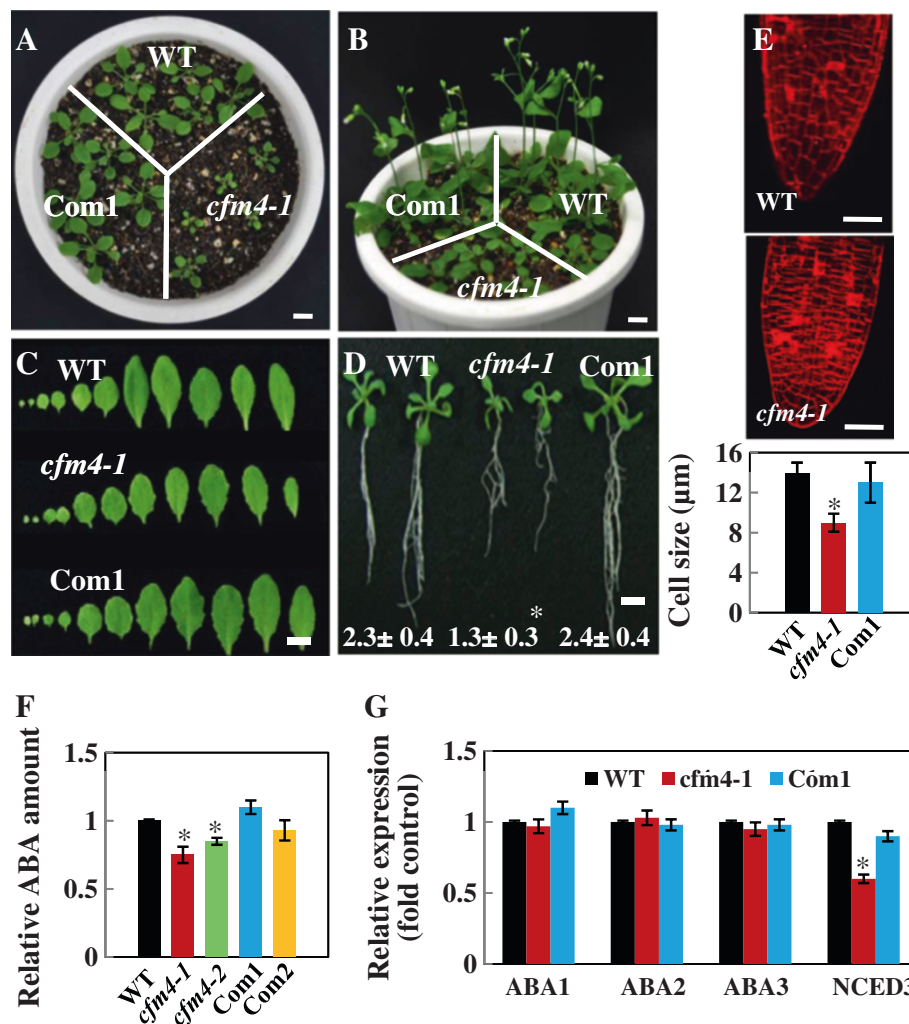 A
WT
Com1
cfm4-1
B
Com1
WT
cfm4-1
C
WT
cfm4-1
Com1
D
WT
cfm4-1
Com1
*
2.3± 0.4
1.3± 0.3
2.4± 0.4
E
WT
cfm4-1
Cell size (µm)
16
12
8
4
0
*
WT
cfm4-1
Com1
F
Relative ABA amount
1.5
1
0.5
0
*
*
WT
cfm4-1
cfm4-2
Com1
Com2
G
Relative expression
(fold control)
1.5
1
0.5
0
WT
cfm4-1
Com1
*
ABA1
ABA2
ABA3
NCED3